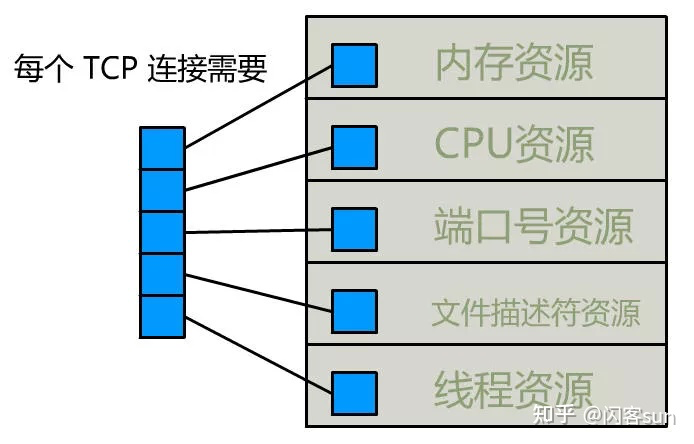 每个 TCP 连接需要
内存资源
CPU资源
端口号资源
文件描述符资源
线程资源
知乎 @闪客sun